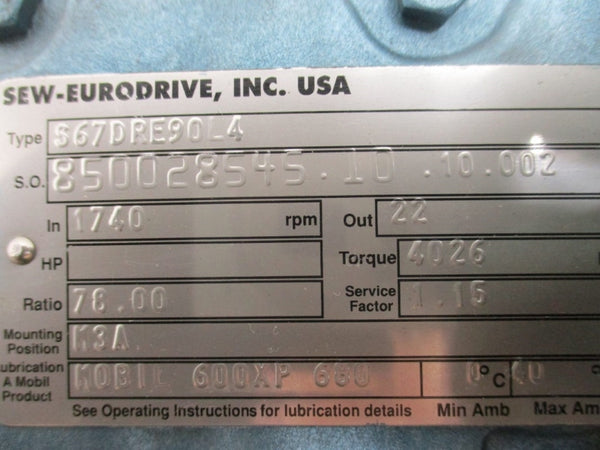 SEW-EURODRIVE, INC. USA
Type S67DRE90L4
S.O. 850028545.10 .10.002
In 1740 rpm Out 22
HP Torque 4026
Ratio 78.00 Service Factor 1.15
Mounting Position M3A
Lubrication A Mobil Product MOBIL 600XP 680 0 °C 40
See Operating Instructions for lubrication details Min Amb Max Am